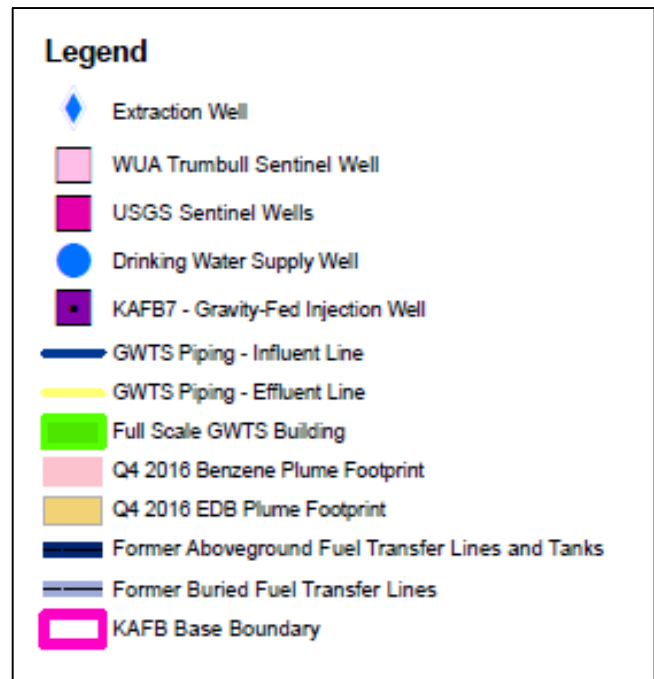 Legend
Extraction Well
WUA Trumbull Sentinel Well
USGS Sentinel Wells
Drinking Water Supply Well
KAFB7 - Gravity-Fed Injection Well
GWTS Piping - Influent Line
GWTS Piping - Effluent Line
Full Scale GWTS Building
Q4 2016 Benzene Plume Footprint
Q4 2016 EDB Plume Footprint
Former Aboveground Fuel Transfer Lines and Tanks
Former Buried Fuel Transfer Lines
KAFB Base Boundary